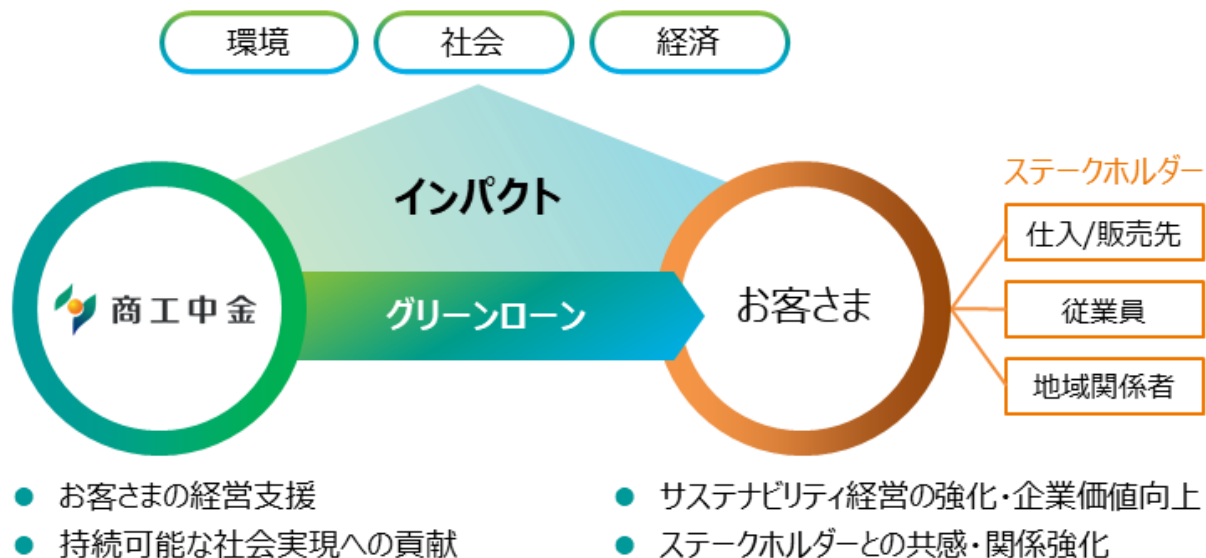 環境
社会
経済
インパクト
商工中金
グリーンローン
お客さま
ステークホルダー
仕入/販売先
従業員
地域関係者
● お客さまの経営支援
● 持続可能な社会実現への貢献
● サステナビリティ経営の強化・企業価値向上
● ステークホルダーとの共感・関係強化